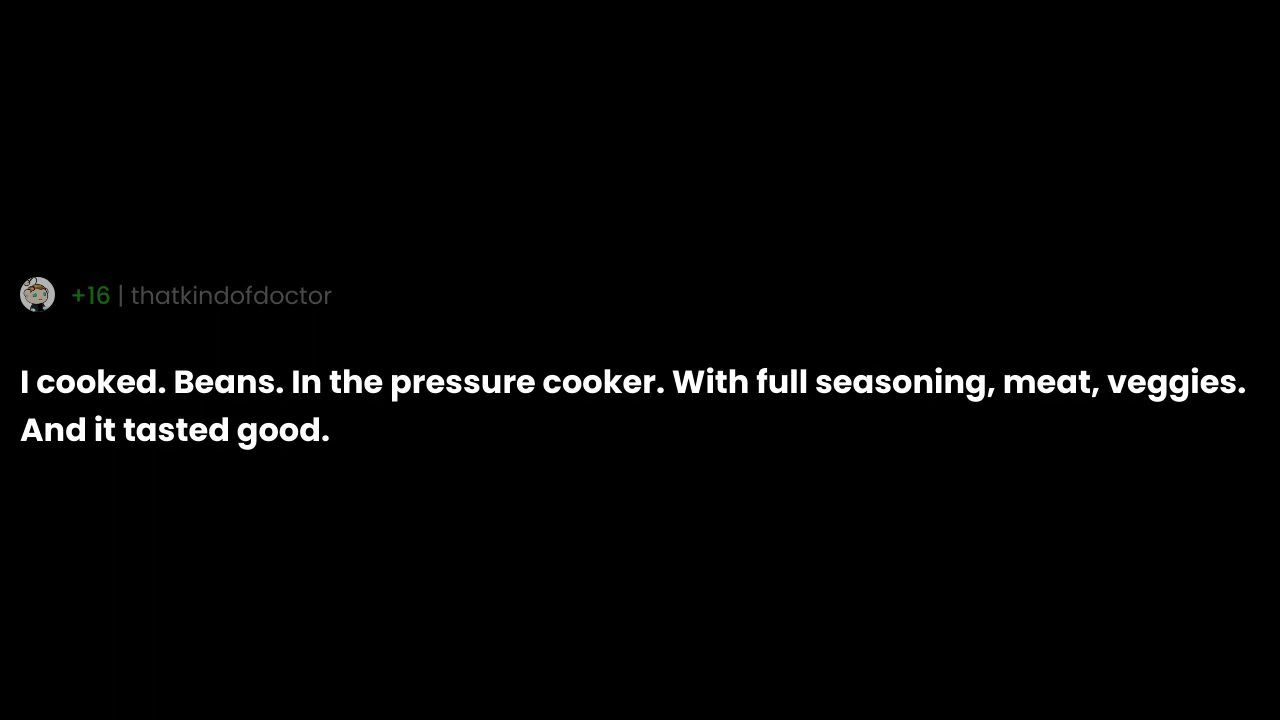 +16 | thatkindofdoctor
I cooked. Beans. In the pressure cooker. With full seasoning, meat, veggies.
And it tasted good.